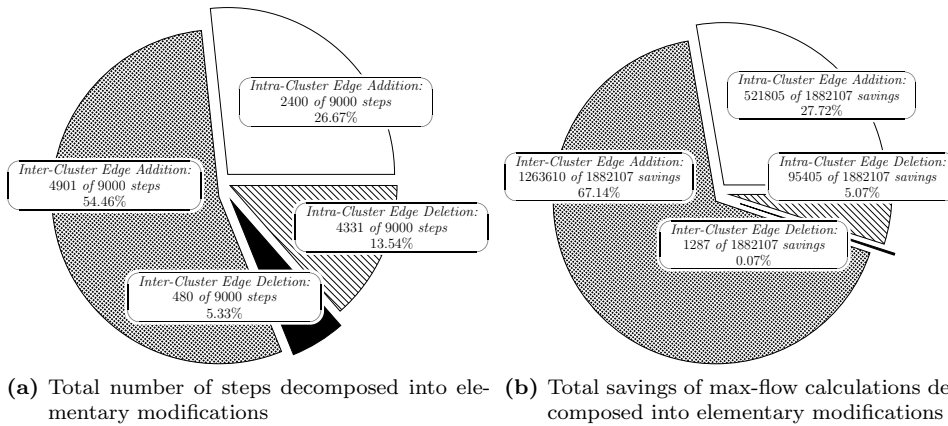 Intra-Cluster Edge Addition:
2400 of 9000 steps
26.67%
Inter-Cluster Edge Addition:
4901 of 9000 steps
54.46%
Intra-Cluster Edge Deletion:
4331 of 9000 steps
13.54%
Inter-Cluster Edge Deletion:
480 of 9000 steps
5.33%
(a) Total number of steps decomposed into ele-
mentary modifications
Intra-Cluster Edge Addition:
521805 of 1882107 savings
27.72%
Inter-Cluster Edge Addition:
1263610 of 1882107 savings
67.14%
Intra-Cluster Edge Deletion:
95405 of 1882107 savings
5.07%
Inter-Cluster Edge Deletion:
1287 of 1882107 savings
0.07%
(b) Total savings of max-flow calculations de
composed into elementary modifications